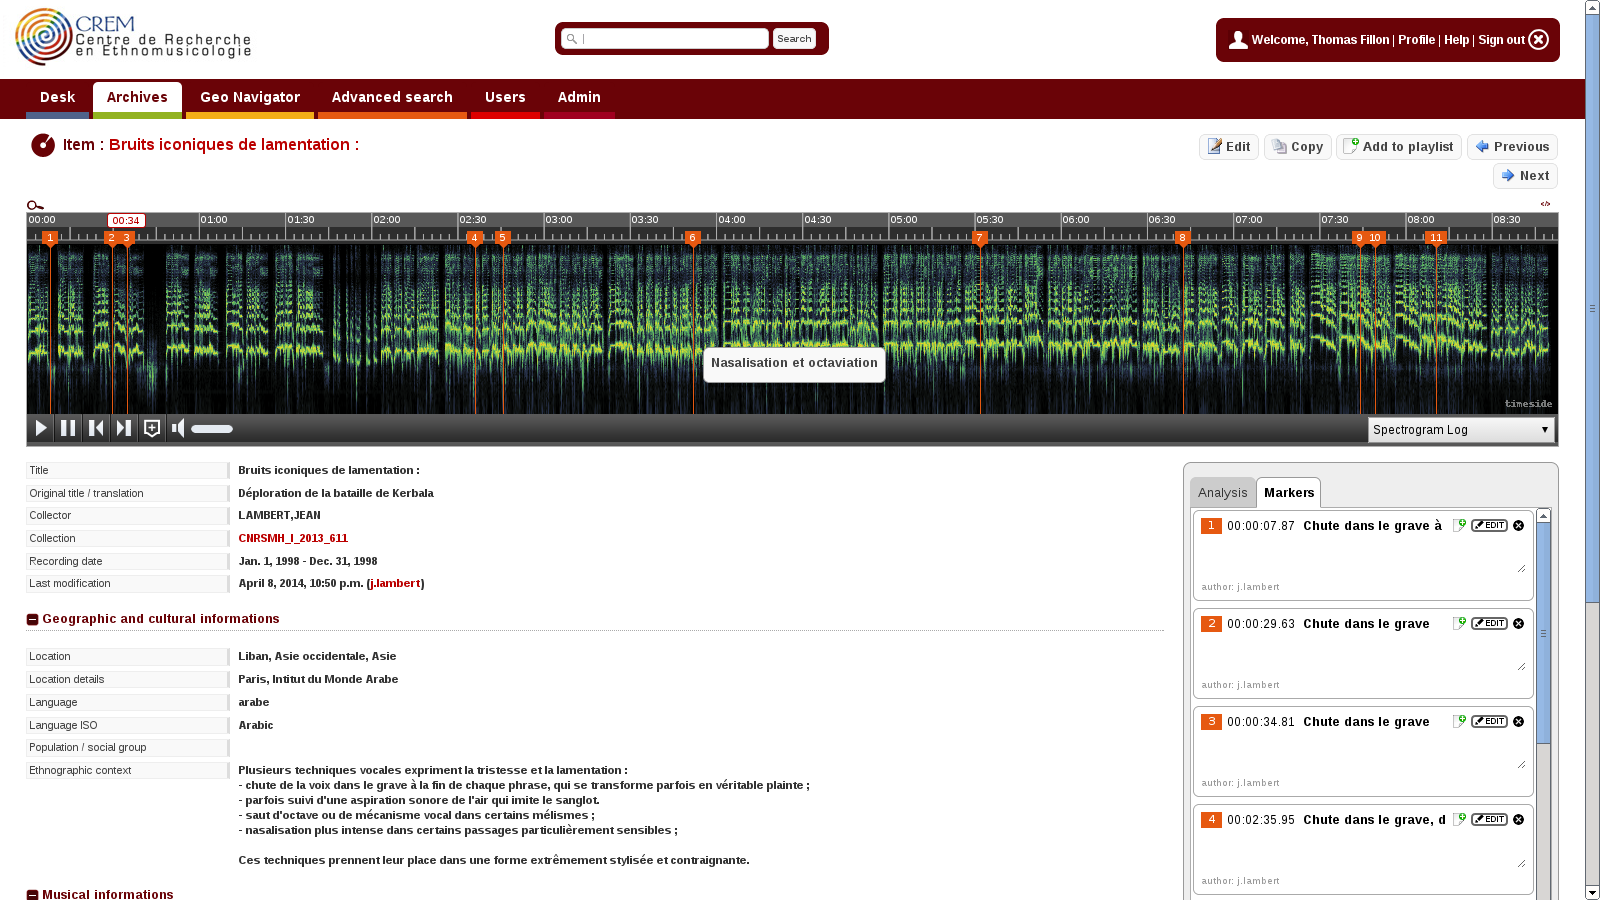 CREM
Centre de Recherche
en Ethnomusicologie
Search
Welcome, Thomas Fillon | Profile | Help | Sign out
Desk
Archives
Geo Navigator
Advanced search
Users
Admin
Item : Bruits iconiques de lamentation :
Edit
Copy
Add to playlist
Previous
Next
00:00 00:34 01:00 01:30 02:00 02:30 03:00 03:30 04:00 04:30 05:00 05:30 06:00 06:30 07:00 07:30 08:00 08:30
1 2 3 4 5 6 7 8 9 10 11
Nasalisation et octaviation
timeside
Spectrogram Log
Title Bruits iconiques de lamentation :
Original title / translation Déploration de la bataille de Kerbala
Collector LAMBERT,JEAN
Collection CNRSMH_I_2013_611
Recording date Jan. 1, 1998 - Dec. 31, 1998
Last modification April 8, 2014, 10:50 p.m. (j.lambert)
Geographic and cultural informations
Location Liban, Asie occidentale, Asie
Location details Paris, Intitut du Monde Arabe
Language arabe
Language ISO Arabic
Population / social group
Ethnographic context Plusieurs techniques vocales expriment la tristesse et la lamentation :
- chute de la voix dans le grave à la fin de chaque phrase, qui se transforme parfois en véritable plainte ;
- parfois suivi d'une aspiration sonore de l'air qui imite le sanglot.
- saut d'octave ou de mécanisme vocal dans certains mélismes ;
- nasalisation plus intense dans certains passages particulièrement sensibles ;
Ces techniques prennent leur place dans une forme extrêmement stylisée et contraignante.
Musical informations
Analysis Markers
1 00:00:07.87 Chute dans le grave à EDIT
author: j.lambert
2 00:00:29.63 Chute dans le grave EDIT
author: j.lambert
3 00:00:34.81 Chute dans le grave EDIT
author: j.lambert
4 00:02:35.95 Chute dans le grave, d EDIT
author: j.lambert